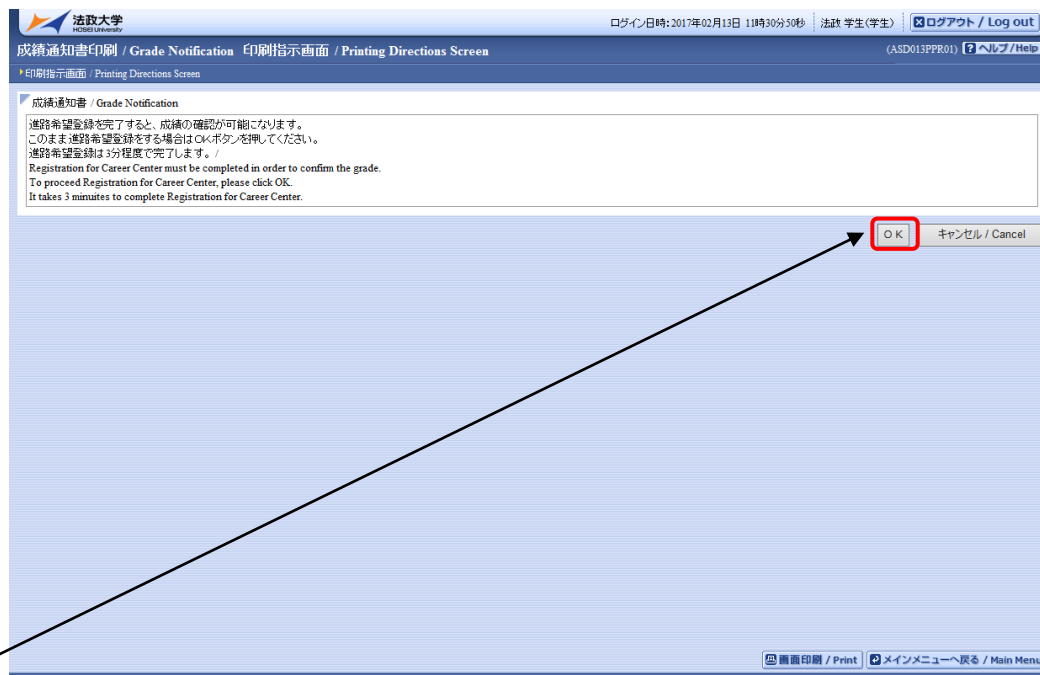 法政大学
HOSEI University
ログイン日時：2017年02月13日 11時30分50秒 法政 学生(学生) ログアウト / Log out
成績通知書印刷 / Grade Notification 印刷指示画面 / Printing Directions Screen (ASD013PPR01) ヘルプ/Help
印刷指示画面 / Printing Directions Screen
成績通知書 / Grade Notification
進路希望登録を完了すると、成績の確認が可能になります。
このまま進路希望登録をする場合はOKボタンを押してください。
進路希望登録は3分程度で完了します。/
Registration for Career Center must be completed in order to confirm the grade.
To proceed Registration for Career Center, please click OK.
It takes 3 minuites to complete Registration for Career Center.
ＯＫ キャンセル / Cancel
画面印刷 / Print メインメニューへ戻る / Main Menu